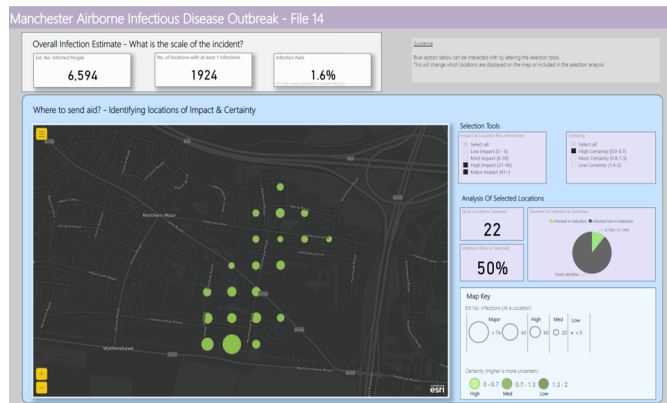 Manchester Airborne Infectious Disease Outbreak - File 14
Overall Infection Estimate - What is the scale of the incident?
Est. No. Infected People
6,594
No. of locations with at least 1 infections
1924
Infection Rate
1.6%
Guidance
Blue section below can be interacted with by altering the selection tools.
This will change which locations are displayed on the map or included in the selection analysis
Where to send aid? - Identifying locations of Impact & Certainty
Northern Moor
Wythenshawe
esri
Selection Tools
Impact at Location (No. Infections)
Select all
Low Impact (0 - 5)
Med Impact (6-20)
High Impact (21-40)
Major Impact (41+)
Certainty
Select all
High Certainty (0.0-0.7)
Med. Certainty (0.8-1.3)
Low Certainty (1.4-2)
Analysis Of Selected Locations
Num Locations Selected
22
Infection Rate of Selected
50%
Number of Infected in Selection
Infected in Selection
Infected Not in Selection
Map Key
Est No. Infections (At a Location)
Major
High
Med
Low
> 76
60
40
20
< 5
Certainty (Higher is more uncertain)
0 - 0.7
0.7 - 1.3
1.3 - 2
High
Med
Low